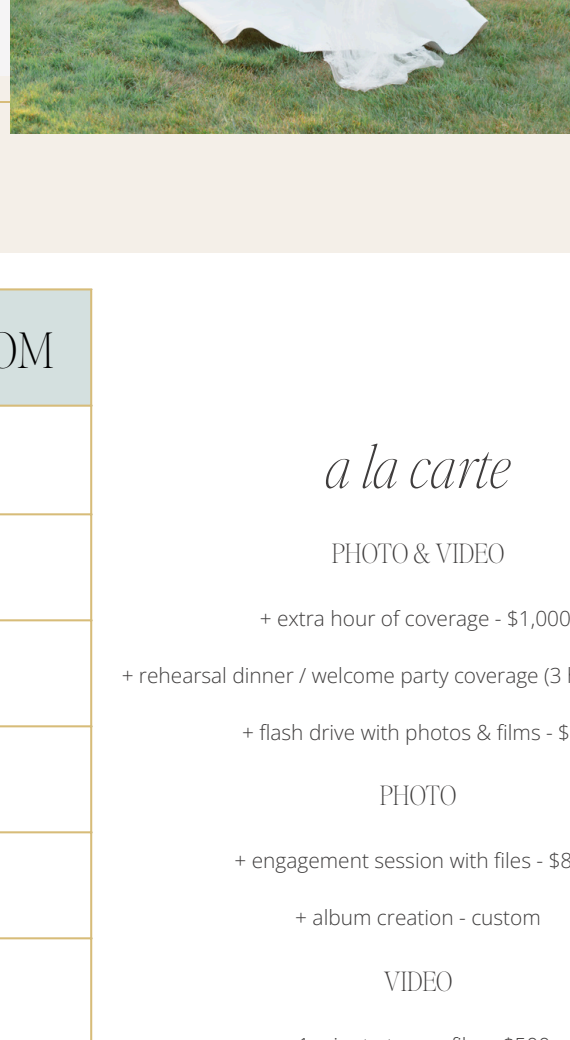 OM
a la carte
PHOTO & VIDEO
+ extra hour of coverage - $1,000
+ rehearsal dinner / welcome party coverage (3
+ flash drive with photos & films - $
PHOTO
+ engagement session with files - $8
+ album creation - custom
VIDEO